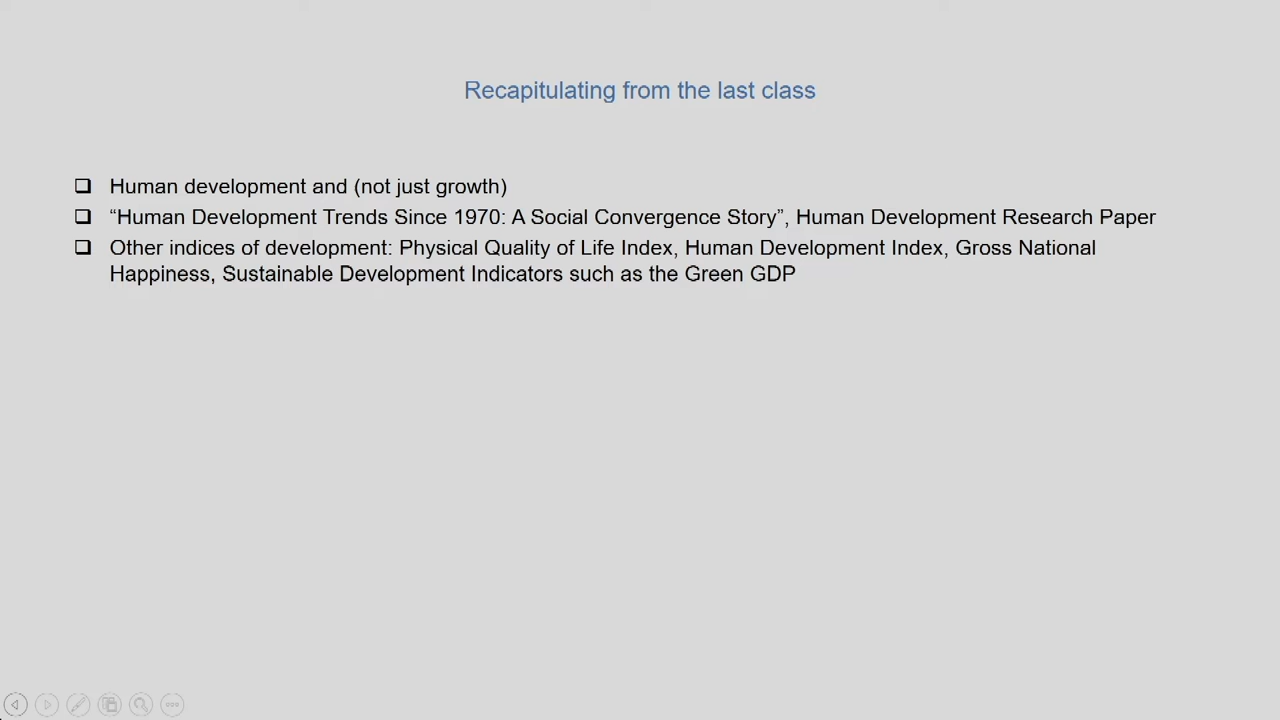 Recapitulating from the last class
Human development and (not just growth)
“Human Development Trends Since 1970: A Social Convergence Story”, Human Development Research Paper
Other indices of development: Physical Quality of Life Index, Human Development Index, Gross National
Happiness, Sustainable Development Indicators such as the Green GDP